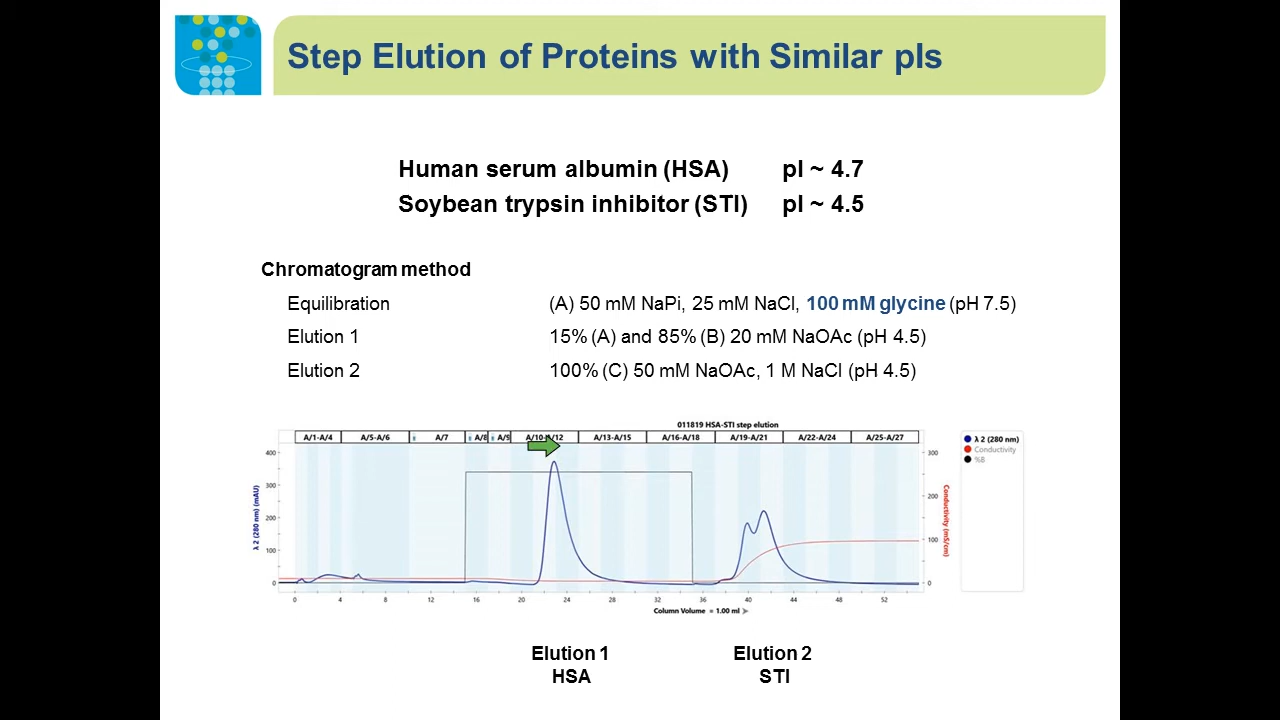 Step Elution of Proteins with Similar pIs
Human serum albumin (HSA) pI ~ 4.7
Soybean trypsin inhibitor (STI) pI ~ 4.5
Chromatogram method
Equilibration (A) 50 mM NaPi, 25 mM NaCl, 100 mM glycine (pH 7.5)
Elution 1 15% (A) and 85% (B) 20 mM NaOAc (pH 4.5)
Elution 2 100% (C) 50 mM NaOAc, 1 M NaCl (pH 4.5)
011819 HSA-STI step elution
A/1-A/4 A/5-A/6 A/7 A/8 A/9 A/10-A/12 A/13-A/15 A/16-A/18 A/19-A/21 A/22-A/24 A/25-A/27
λ 2 (280 nm) (mAU)
400
300
200
100
0
300
200
100
0
Conductivity (mS/cm)
λ 2 (280 nm)
Conductivity
%B
0 4 8 12 16 20 24 28 32 36 40 44 48 52
Column Volume = 1.00 ml
Elution 1 Elution 2
HSA STI